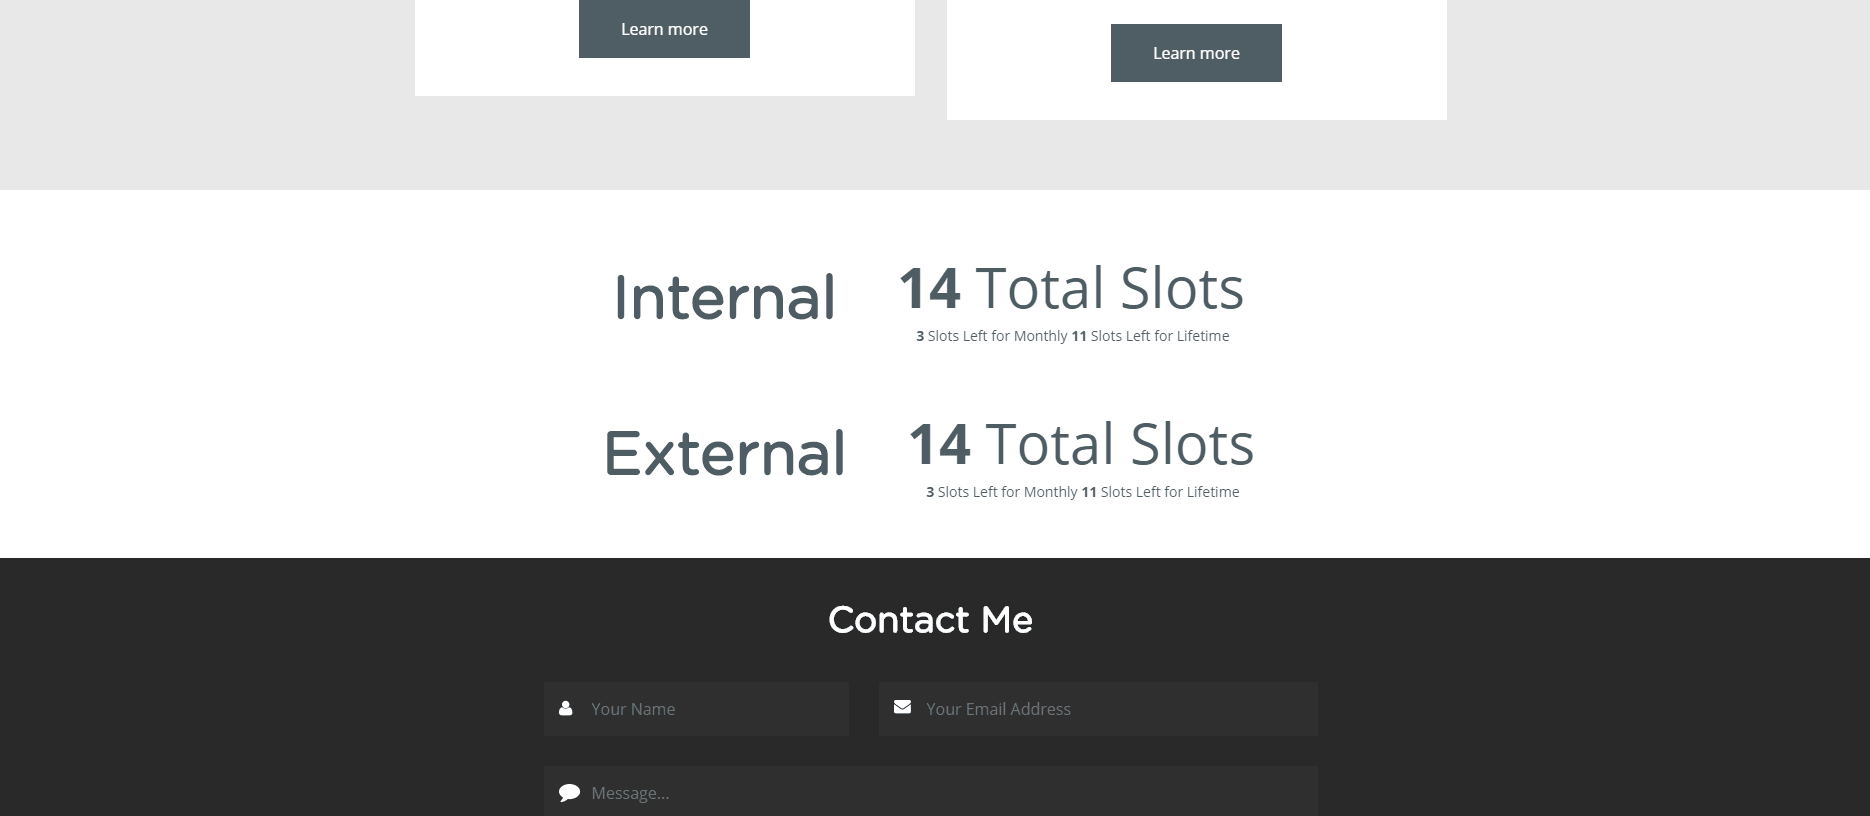 Learn more
Learn more
Internal
14 Total Slots
3 Slots Left for Monthly 11 Slots Left for Lifetime
External
14 Total Slots
3 Slots Left for Monthly 11 Slots Left for Lifetime
Contact Me
Your Name
Your Email Address
Message...